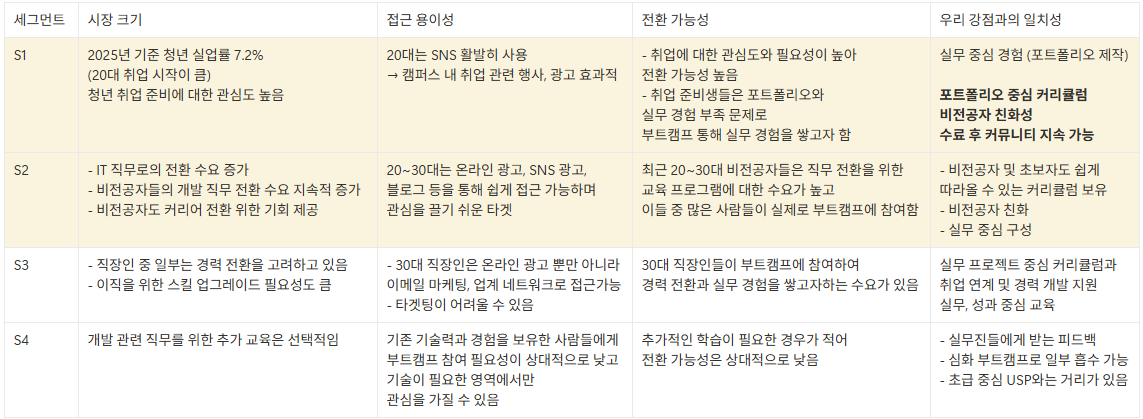 세그먼트
시장 크기
접근 용이성
전환 가능성
우리 강점과의 일치성
S1
2025년 기준 청년 실업률 7.2%
(20대 취업 시작이 큼)
청년 취업 준비에 대한 관심도 높음
20대는 SNS 활발히 사용
→ 캠퍼스 내 취업 관련 행사, 광고 효과적
- 취업에 대한 관심도와 필요성이 높아
전환 가능성 높음
- 취업 준비생들은 포트폴리오와
실무 경험 부족 문제로
부트캠프 통해 실무 경험을 쌓고자 함
실무 중심 경험 (포트폴리오 제작)
포트폴리오 중심 커리큘럼
비전공자 친화성
수료 후 커뮤니티 지속 가능
S2
- IT 직무로의 전환 수요 증가
- 비전공자들의 개발 직무 전환 수요 지속적 증가
- 비전공자도 커리어 전환 위한 기회 제공
20~30대는 온라인 광고, SNS 광고,
블로그 등을 통해 쉽게 접근 가능하며
관심을 끌기 쉬운 타겟
최근 20~30대 비전공자들은 직무 전환을 위한
교육 프로그램에 대한 수요가 높고
이들 중 많은 사람들이 실제로 부트캠프에 참여함
- 비전공자 및 초보자도 쉽게
따라올 수 있는 커리큘럼 보유
- 비전공자 친화
- 실무 중심 구성
S3
- 직장인 중 일부는 경력 전환을 고려하고 있음
- 이직을 위한 스킬 업그레이드 필요성도 큼
- 30대 직장인은 온라인 광고 뿐만 아니라
이메일 마케팅, 업계 네트워크로 접근가능
- 타겟팅이 어려울 수 있음
30대 직장인들이 부트캠프에 참여하여
경력 전환과 실무 경험을 쌓고자하는 수요가 있음
실무 프로젝트 중심 커리큘럼과
취업 연계 및 경력 개발 지원
실무, 성과 중심 교육
S4
개발 관련 직무를 위한 추가 교육은 선택적임
기존 기술력과 경험을 보유한 사람들에게
부트캠프 참여 필요성이 상대적으로 낮고
기술이 필요한 영역에서만
관심을 가질 수 있음
추가적인 학습이 필요한 경우가 적어
전환 가능성은 상대적으로 낮음
- 실무진들에게 받는 피드백
- 심화 부트캠프로 일부 흡수 가능
- 초급 중심 USP와는 거리가 있음